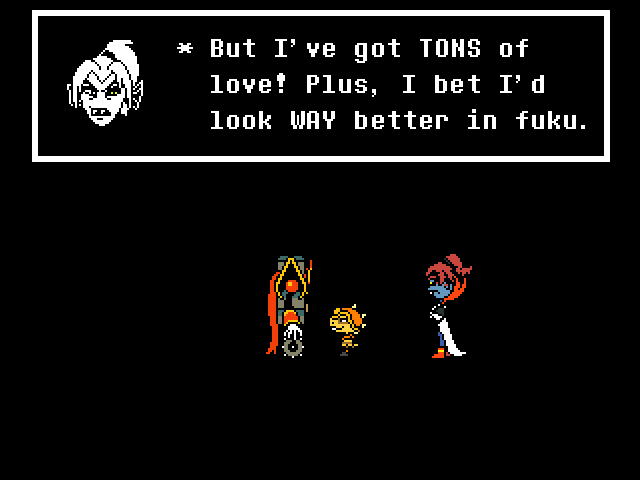 * But I've got TONS of
love! Plus, I bet I'd
look WAY better in fuku.